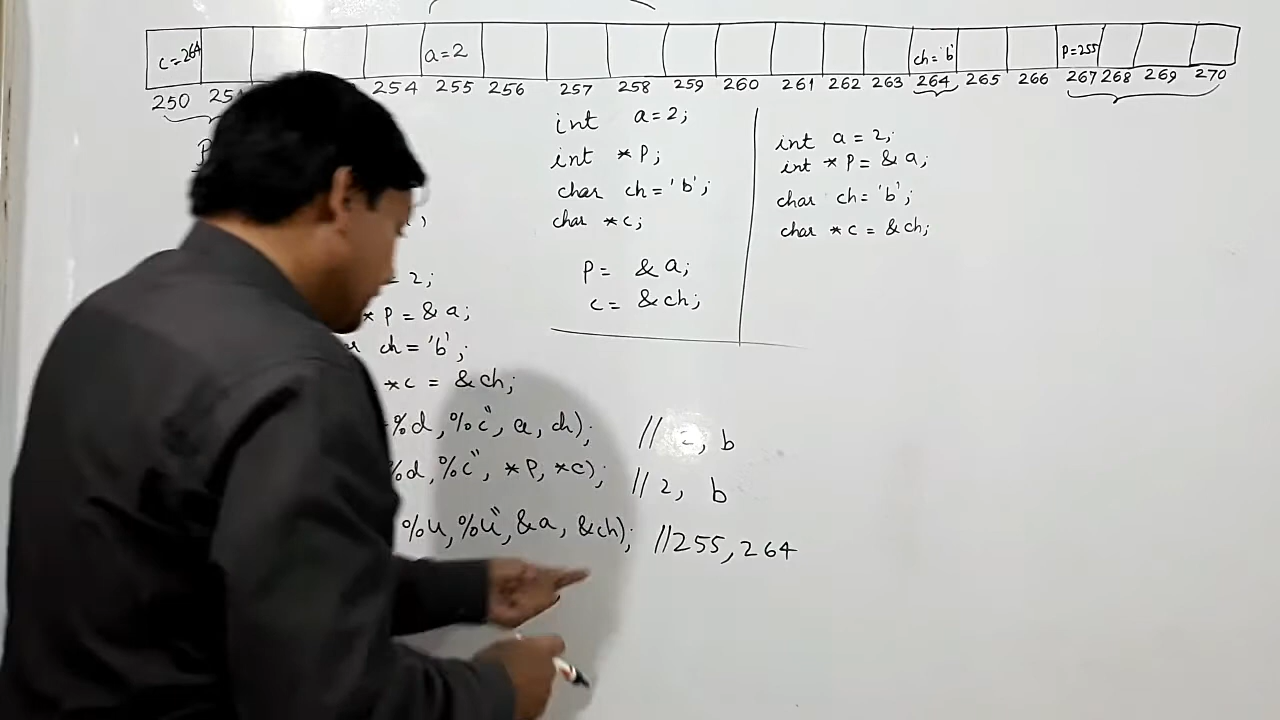 c=264 a=2 ch='b' P=255
250 254 255 256 257 258 259 260 261 262 263 264 265 266 267 268 269 270
int a=2;
int *P;
char ch='b';
char *c;
P= &a;
c= &ch;
int a = 2;
int *P= &a;
char ch='b';
char *c = &ch;
= 2;
* P = &a;
ch='b';
*c = &ch;
%d,%c", a, ch); // 2, b
%d,%c", *P, *c); // 2, b
%u,%u", &a, &ch); //255,264